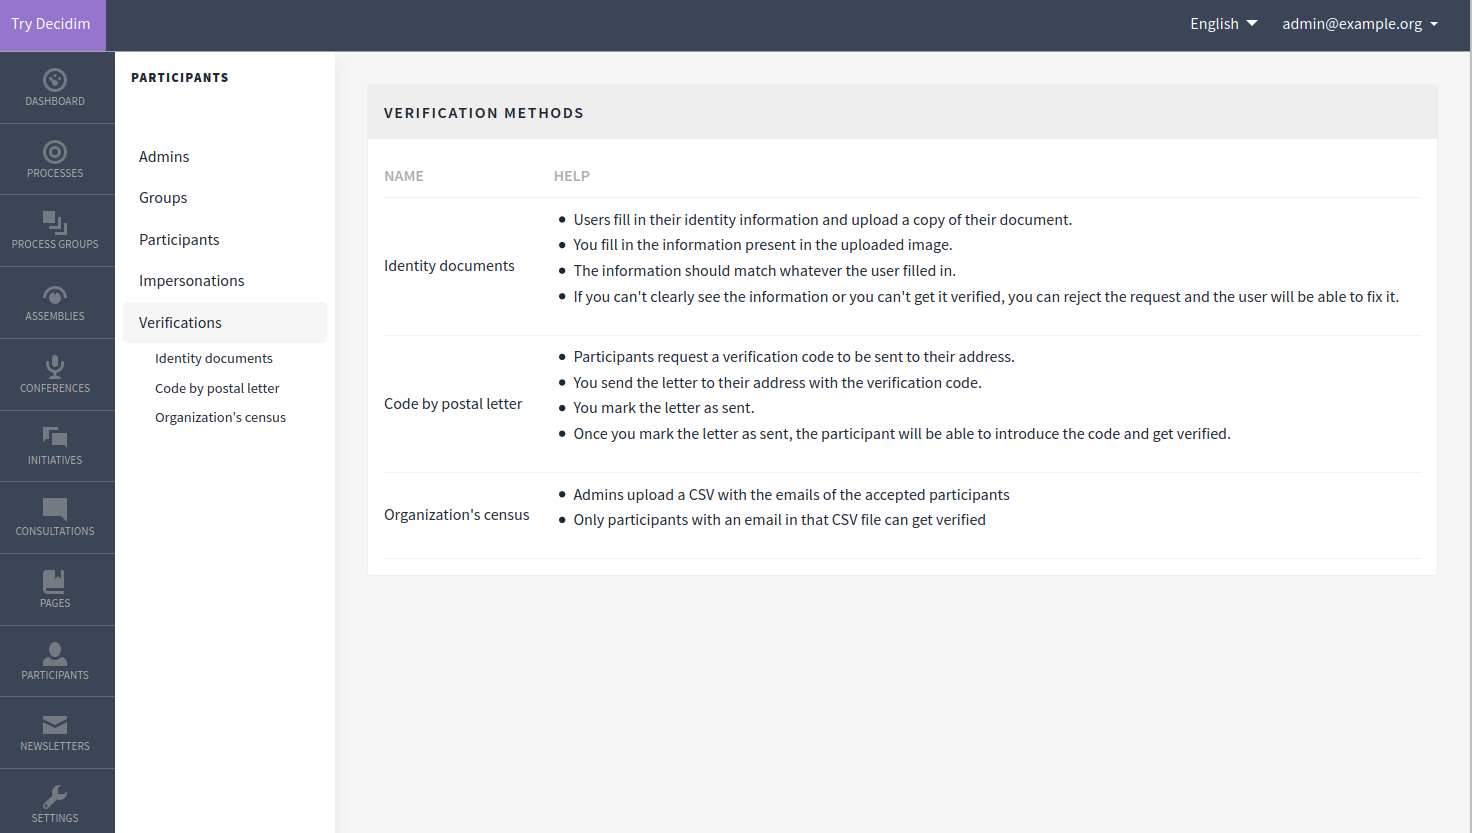 Try Decidim
English
admin@example.org
DASHBOARD
PROCESSES
PROCESS GROUPS
ASSEMBLIES
CONFERENCES
INITIATIVES
CONSULTATIONS
PAGES
PARTICIPANTS
NEWSLETTERS
SETTINGS
PARTICIPANTS
Admins
Groups
Participants
Impersonations
Verifications
Identity documents
Code by postal letter
Organization's census
VERIFICATION METHODS
NAME HELP
Identity documents
• Users fill in their identity information and upload a copy of their document.
• You fill in the information present in the uploaded image.
• The information should match whatever the user filled in.
• If you can't clearly see the information or you can't get it verified, you can reject the request and the user will be able to fix it.
Code by postal letter
• Participants request a verification code to be sent to their address.
• You send the letter to their address with the verification code.
• You mark the letter as sent.
• Once you mark the letter as sent, the participant will be able to introduce the code and get verified.
Organization's census
• Admins upload a CSV with the emails of the accepted participants
• Only participants with an email in that CSV file can get verified